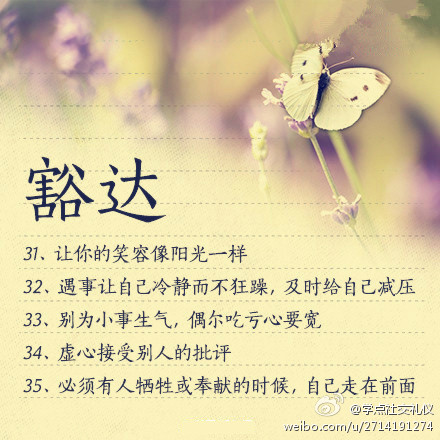 豁达
31、让你的笑容像阳光一样
32、遇事让自己冷静而不狂躁，及时给自己减压
33、别为小事生气，偶尔吃亏心要宽
34、虚心接受别人的批评
35、必须有人牺牲或奉献的时候，自己走在前面
@学点社交礼仪
weibo.com/u/2714191274